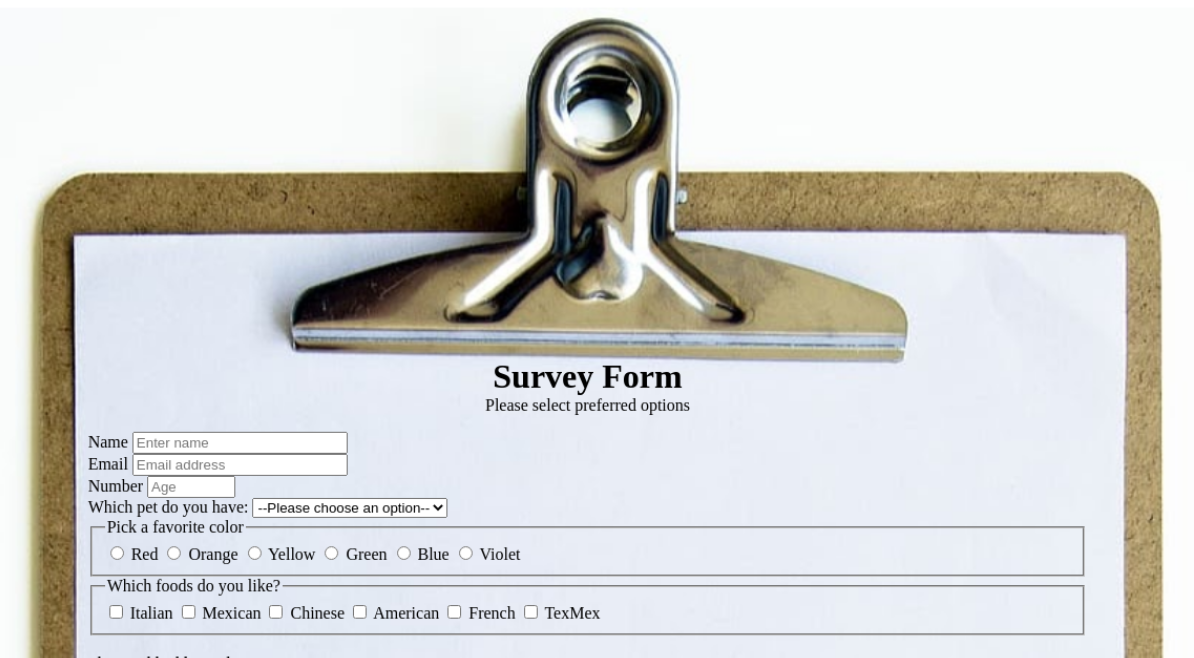 Survey Form
Please select preferred options
Name Enter name
Email Email address
Number Age
Which pet do you have: --Please choose an option--
Pick a favorite color
Red Orange Yellow Green Blue Violet
Which foods do you like?
Italian Mexican Chinese American French TexMex